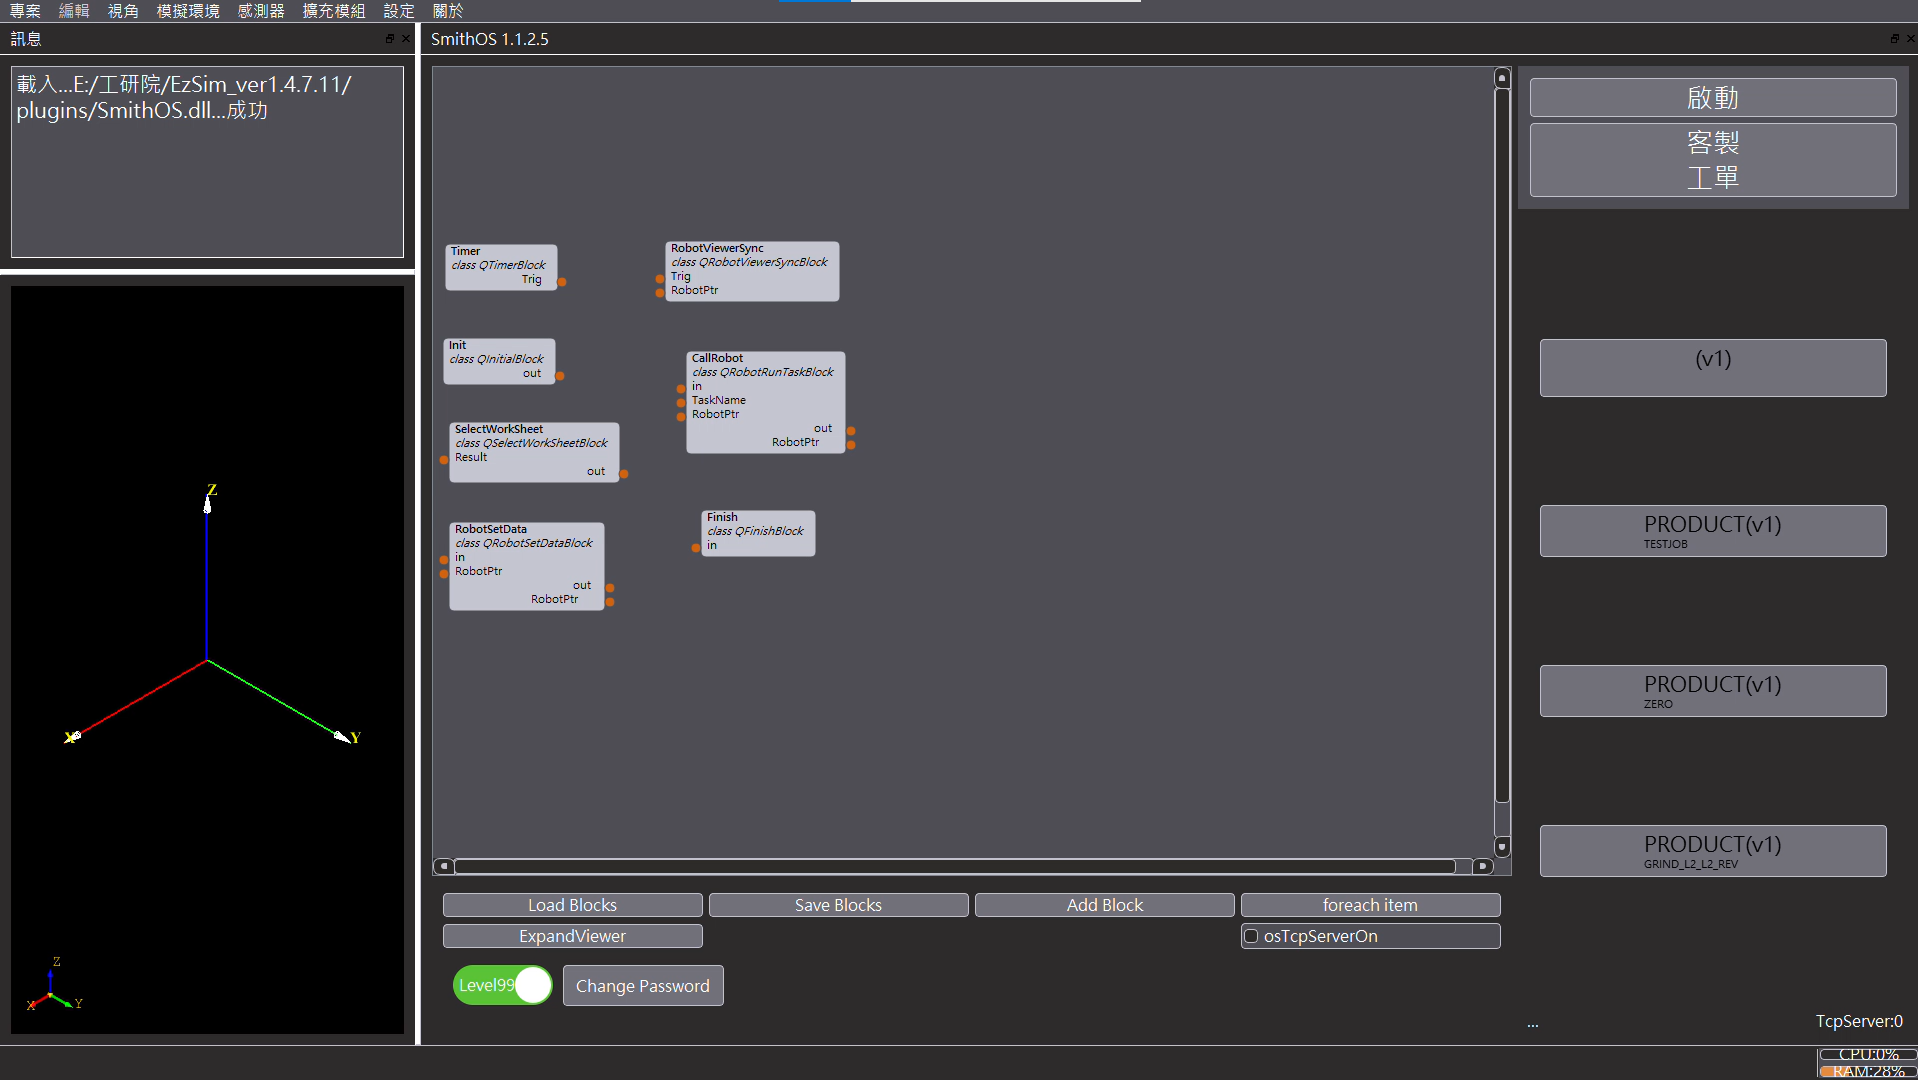 專案 編輯 視角 模擬環境 感測器 擴充模組 設定 關於
訊息
載入...E:/工研院/EzSim_ver1.4.7.11/
plugins/SmithOS.dll...成功
Z
X
Y
Z
X
Y
SmithOS 1.1.2.5
Timer
class QTimerBlock
Trig
RobotViewerSync
class QRobotViewerSyncBlock
Trig
RobotPtr
Init
class QInitialBlock
out
CallRobot
class QRobotRunTaskBlock
in
TaskName
RobotPtr
out
RobotPtr
SelectWorkSheet
class QSelectWorkSheetBlock
Result
out
RobotSetData
class QRobotSetDataBlock
in
RobotPtr
out
RobotPtr
Finish
class QFinishBlock
in
Load Blocks
Save Blocks
Add Block
foreach item
ExpandViewer
osTcpServerOn
Level99
Change Password
啟動
客製
工單
(v1)
PRODUCT(v1)
TESTJOB
PRODUCT(v1)
ZERO
PRODUCT(v1)
GRIND_L2_L2_REV
...
TcpServer:0
CPU:0%
RAM:28%